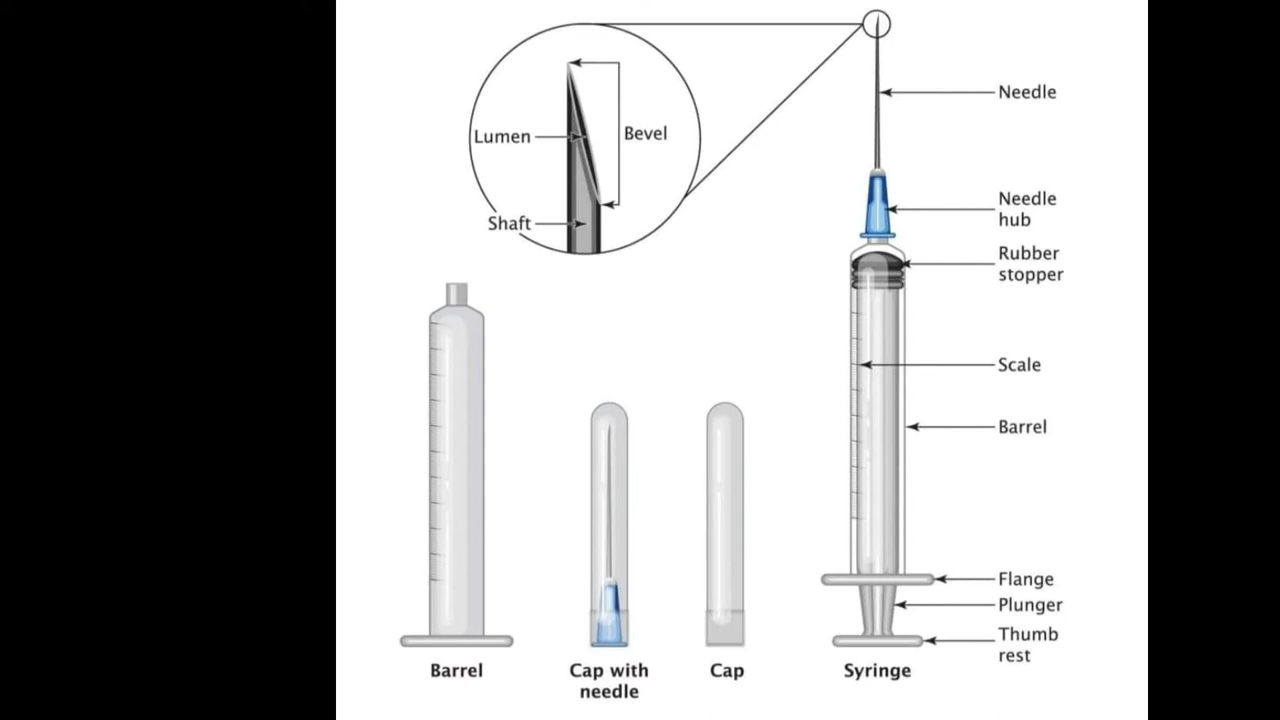 Needle
Lumen
Bevel
Shaft
Needle
hub
Rubber
stopper
Scale
Barrel
Flange
Plunger
Thumb
rest
Barrel
Cap with
needle
Cap
Syringe